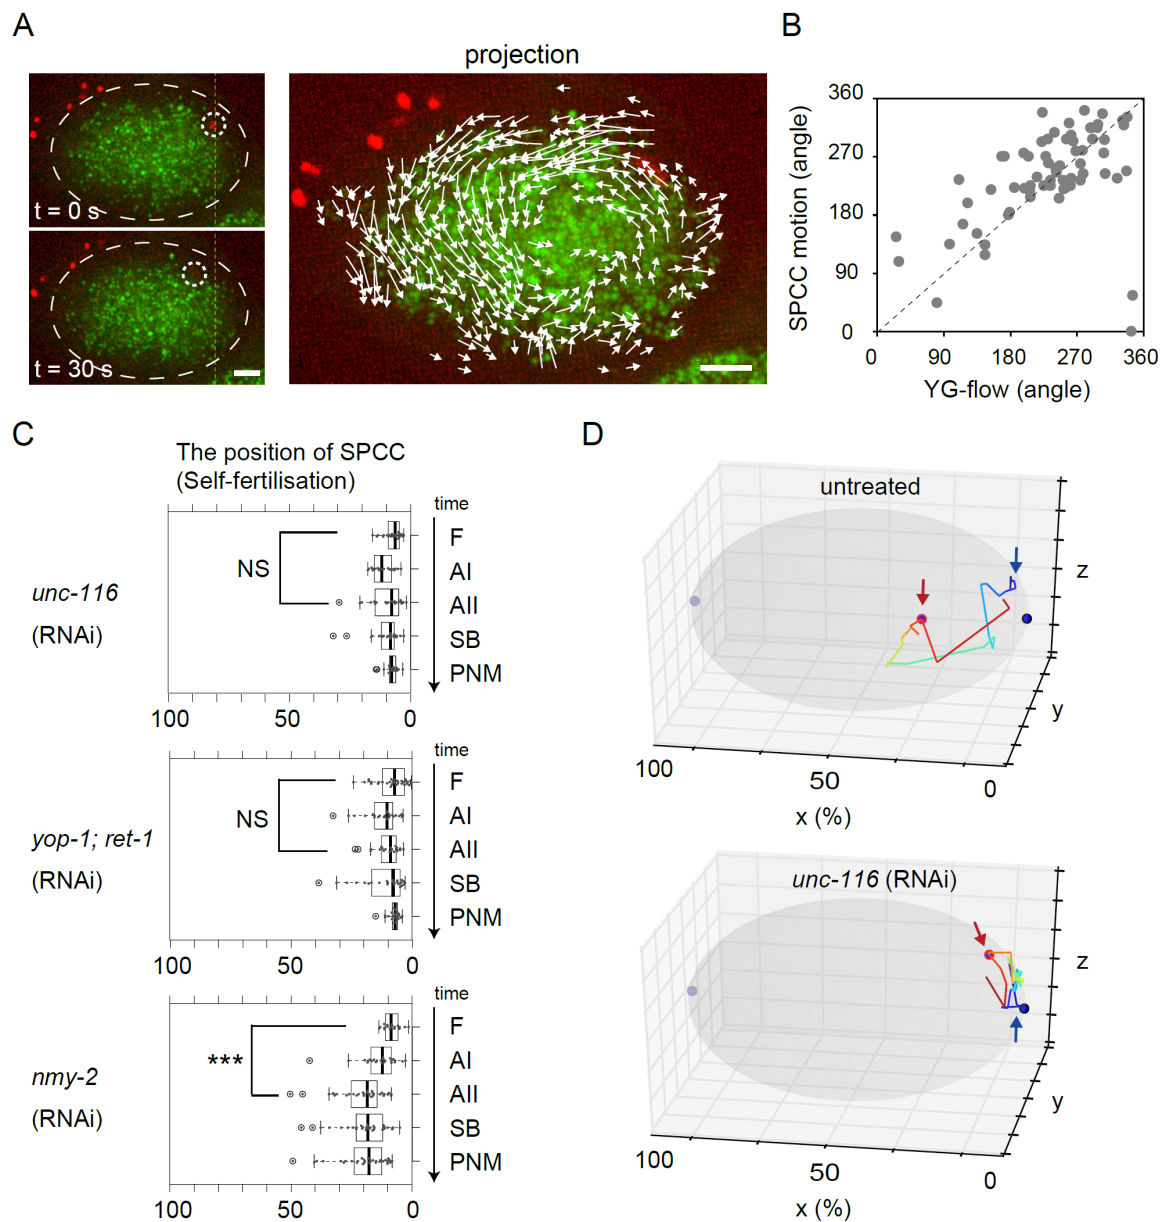 A
projection
t = 0 s
t = 30 s
B
SPCC motion (angle)
360
270
180
90
0
0 90 180 270 360
YG-flow (angle)
C
The position of SPCC
(Self-fertilisation)
time
unc-116
(RNAi)
NS
F
AI
AII
SB
PNM
100 50 0
time
yop-1; ret-1
(RNAi)
NS
F
AI
AII
SB
PNM
100 50 0
time
nmy-2
(RNAi)
***
F
AI
AII
SB
PNM
100 50 0
D
untreated
z
y
100 50 0
x (%)
unc-116 (RNAi)
z
y
100 50 0
x (%)